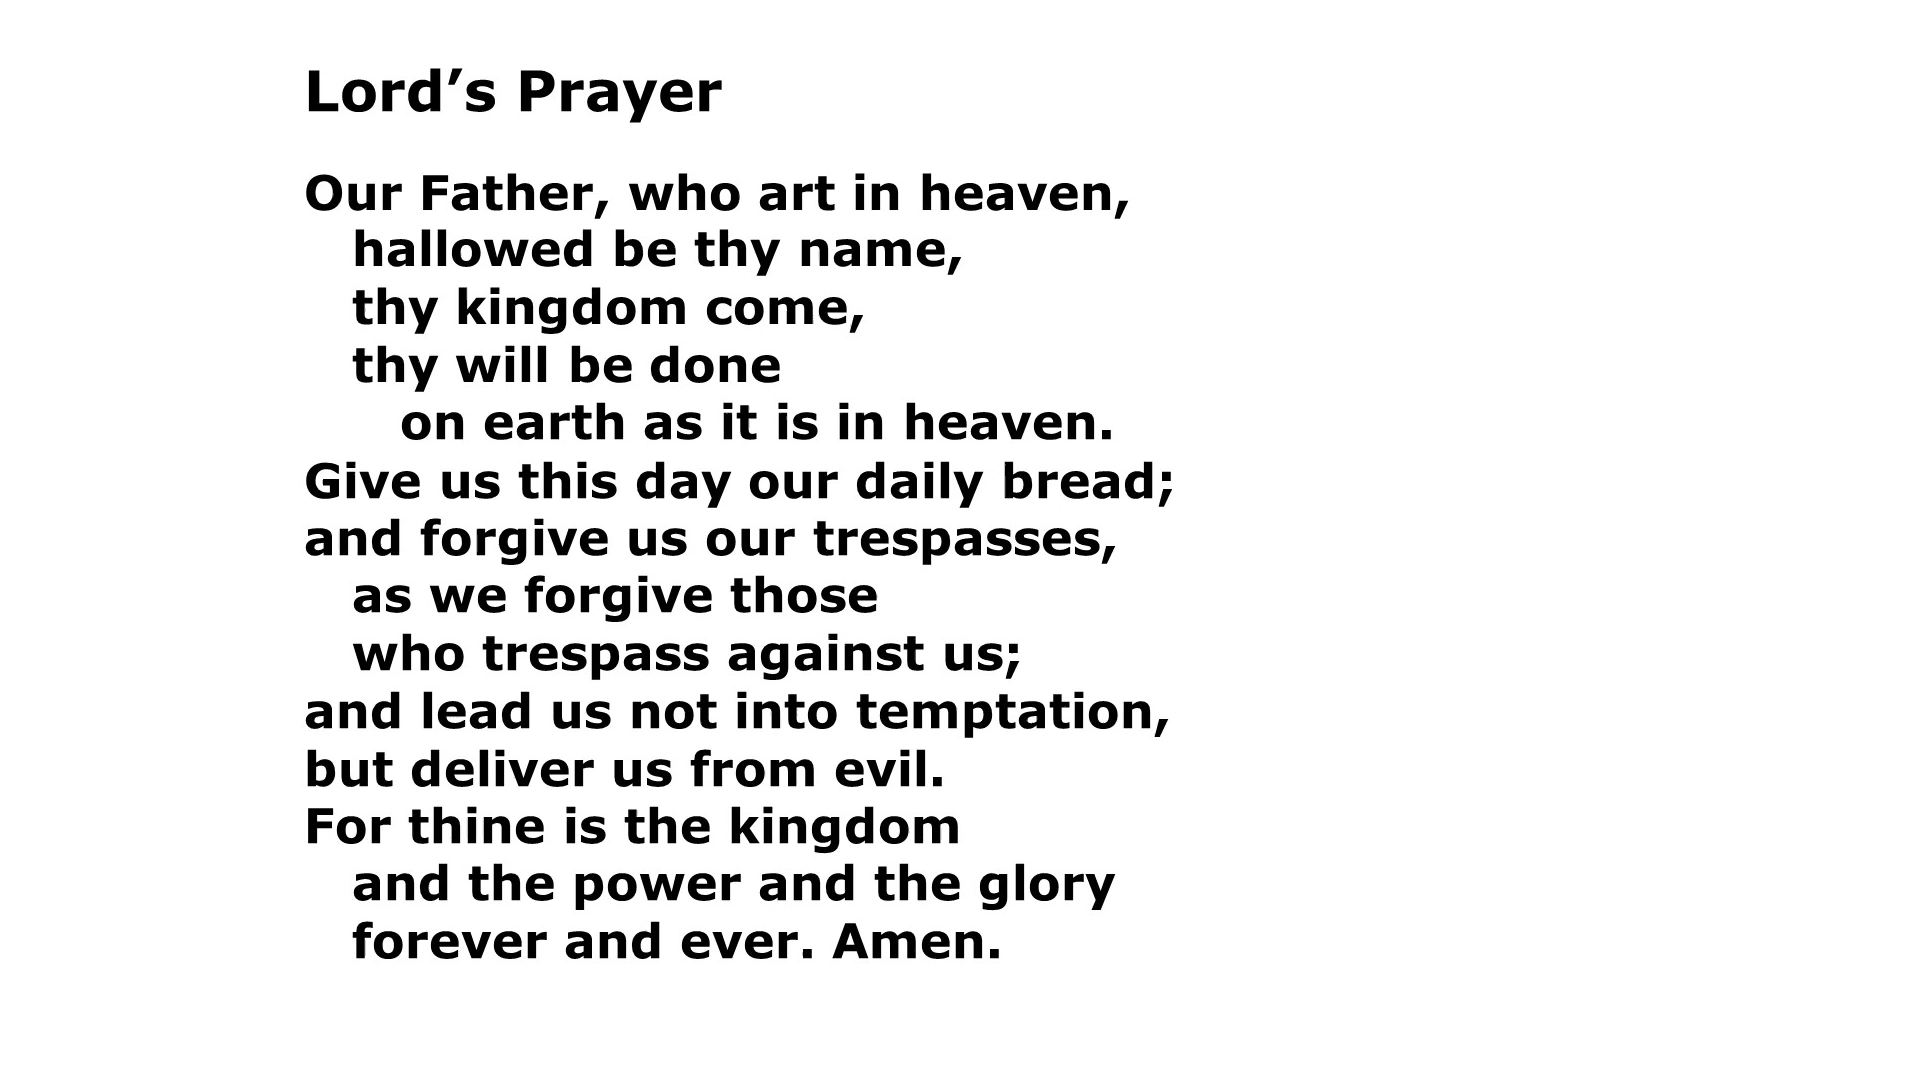 Lord’s Prayer
Our Father, who art in heaven,
hallowed be thy name,
thy kingdom come,
thy will be done
on earth as it is in heaven.
Give us this day our daily bread;
and forgive us our trespasses,
as we forgive those
who trespass against us;
and lead us not into temptation,
but deliver us from evil.
For thine is the kingdom
and the power and the glory
forever and ever. Amen.